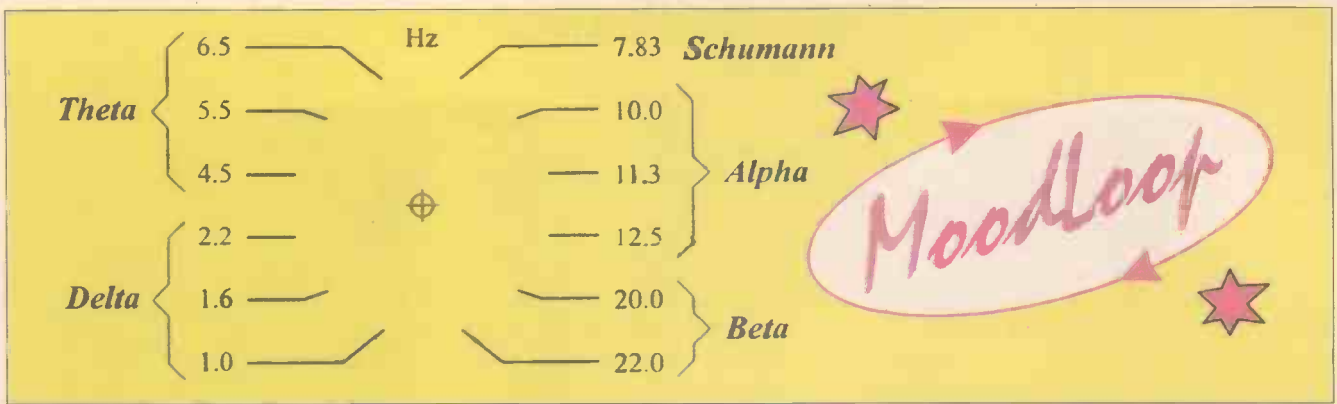 Hz
Theta
6.5
5.5
4.5
Delta
2.2
1.6
1.0
7.83 Schumann
10.0
11.3
12.5
Alpha
20.0
22.0
Beta
MoodLoop